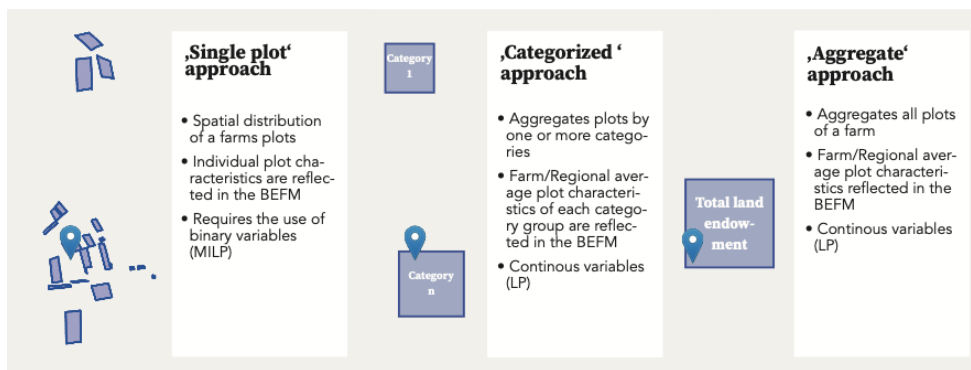 ‚Single plot‘
approach
• Spatial distribution
of a farms plots
• Individual plot cha-
racteristics are reflec-
ted in the BEFM
• Requires the use of
binary variables
(MILP)
Category
1
Category
n
‚Categorized ‘
approach
• Aggregates plots by
one or more catego-
ries
• Farm/Regional aver-
age plot characteri-
stics of each catego-
ry group are reflec-
ted in the BEFM
• Continous variables
(LP)
Total land
endow-
ment
‚Aggregate‘
approach
• Aggregates all plots
of a farm
• Farm/Regional aver-
age plot characteri-
stics reflected in the
BEFM
• Continous variables
(LP)